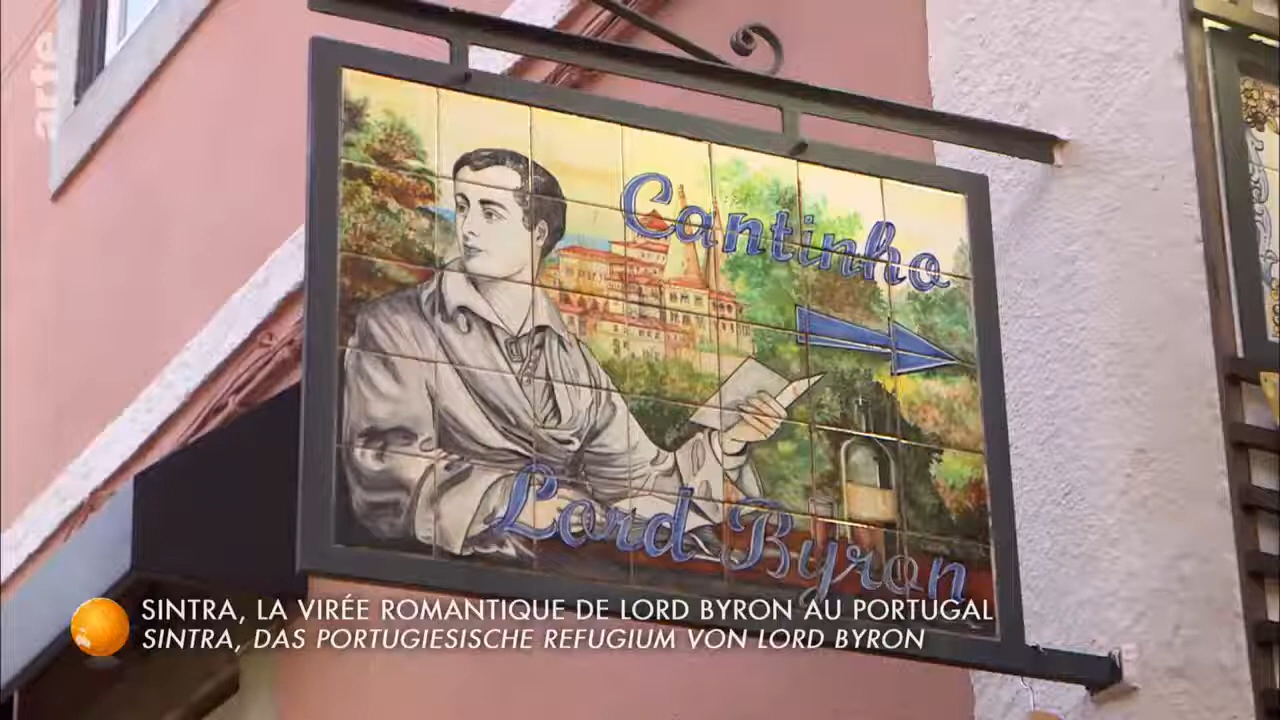 arte
Cantinho
Lord Byron
SINTRA, LA VIRÉE ROMANTIQUE DE LORD BYRON AU PORTUGAL
SINTRA, DAS PORTUGIESISCHE REFUGIUM VON LORD BYRON